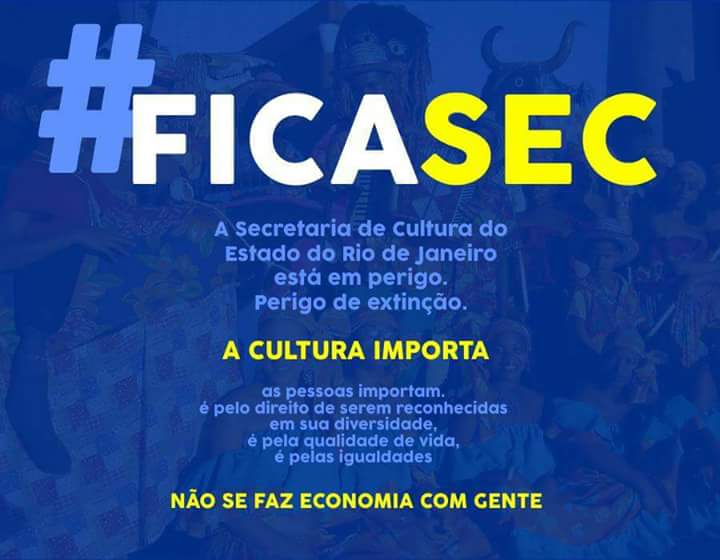 #FICASEC
A Secretaria de Cultura do
Estado do Rio de Janeiro
está em perigo.
Perigo de extinção.
A CULTURA IMPORTA
as pessoas importam.
é pelo direito de serem reconhecidas
em sua diversidade,
é pela qualidade de vida,
é pelas igualdades
NÃO SE FAZ ECONOMIA COM GENTE